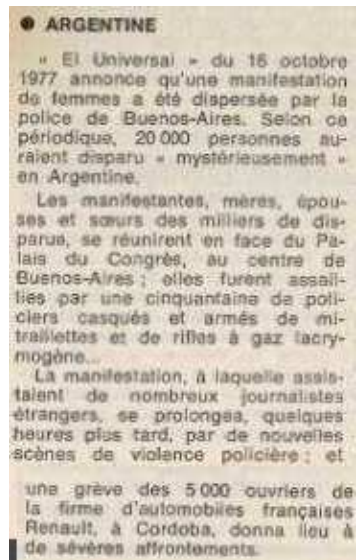 ● ARGENTINE
« El Universal » du 16 octobre
1977 annonce qu'une manifestation
de femmes a été dispersée par la
police de Buenos-Aires. Selon ce
périodique, 20 000 personnes au-
raient disparu « mystérieusement »
en Argentine.
Les manifestantes, mères, épou-
ses et sœurs des milliers de dis-
parus, se réunirent en face du Pa-
lais du Congrès, au centre de
Buenos-Aires ; elles furent assail-
lies par une cinquantaine de poli-
ciers casqués et armés de mi-
traillettes et de rifles à gaz lacry-
mogène...
La manifestation, à laquelle assis-
taient de nombreux journalistes
étrangers, se prolongea, quelques
heures plus tard, par de nouvelles
scènes de violence policière ; et
une grève des 5 000 ouvriers de
la firme d'automobiles françaises
Renault, à Cordoba, donna lieu à
de sévères affrontements.